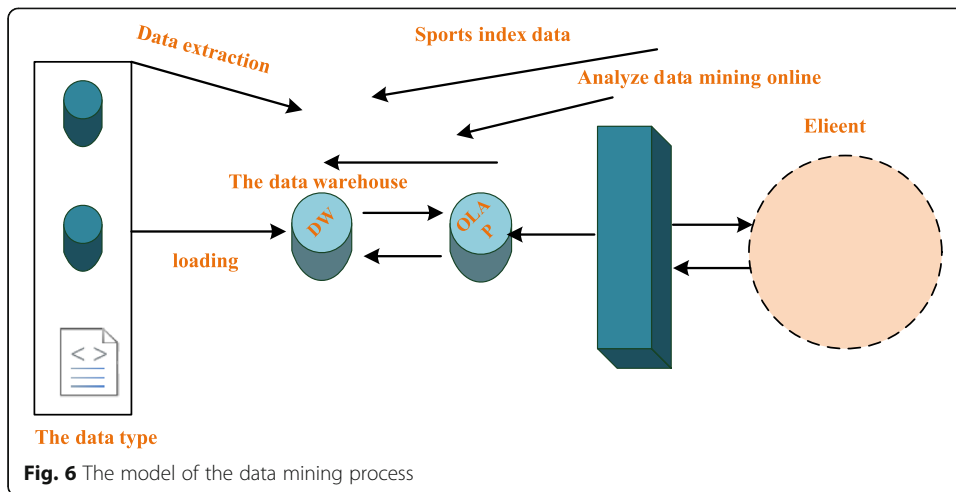 Data extraction
Sports index data
Analyze data mining online
Elieent
The data warehouse
DW
OLA
P
loading
< >
The data type
Fig. 6 The model of the data mining process